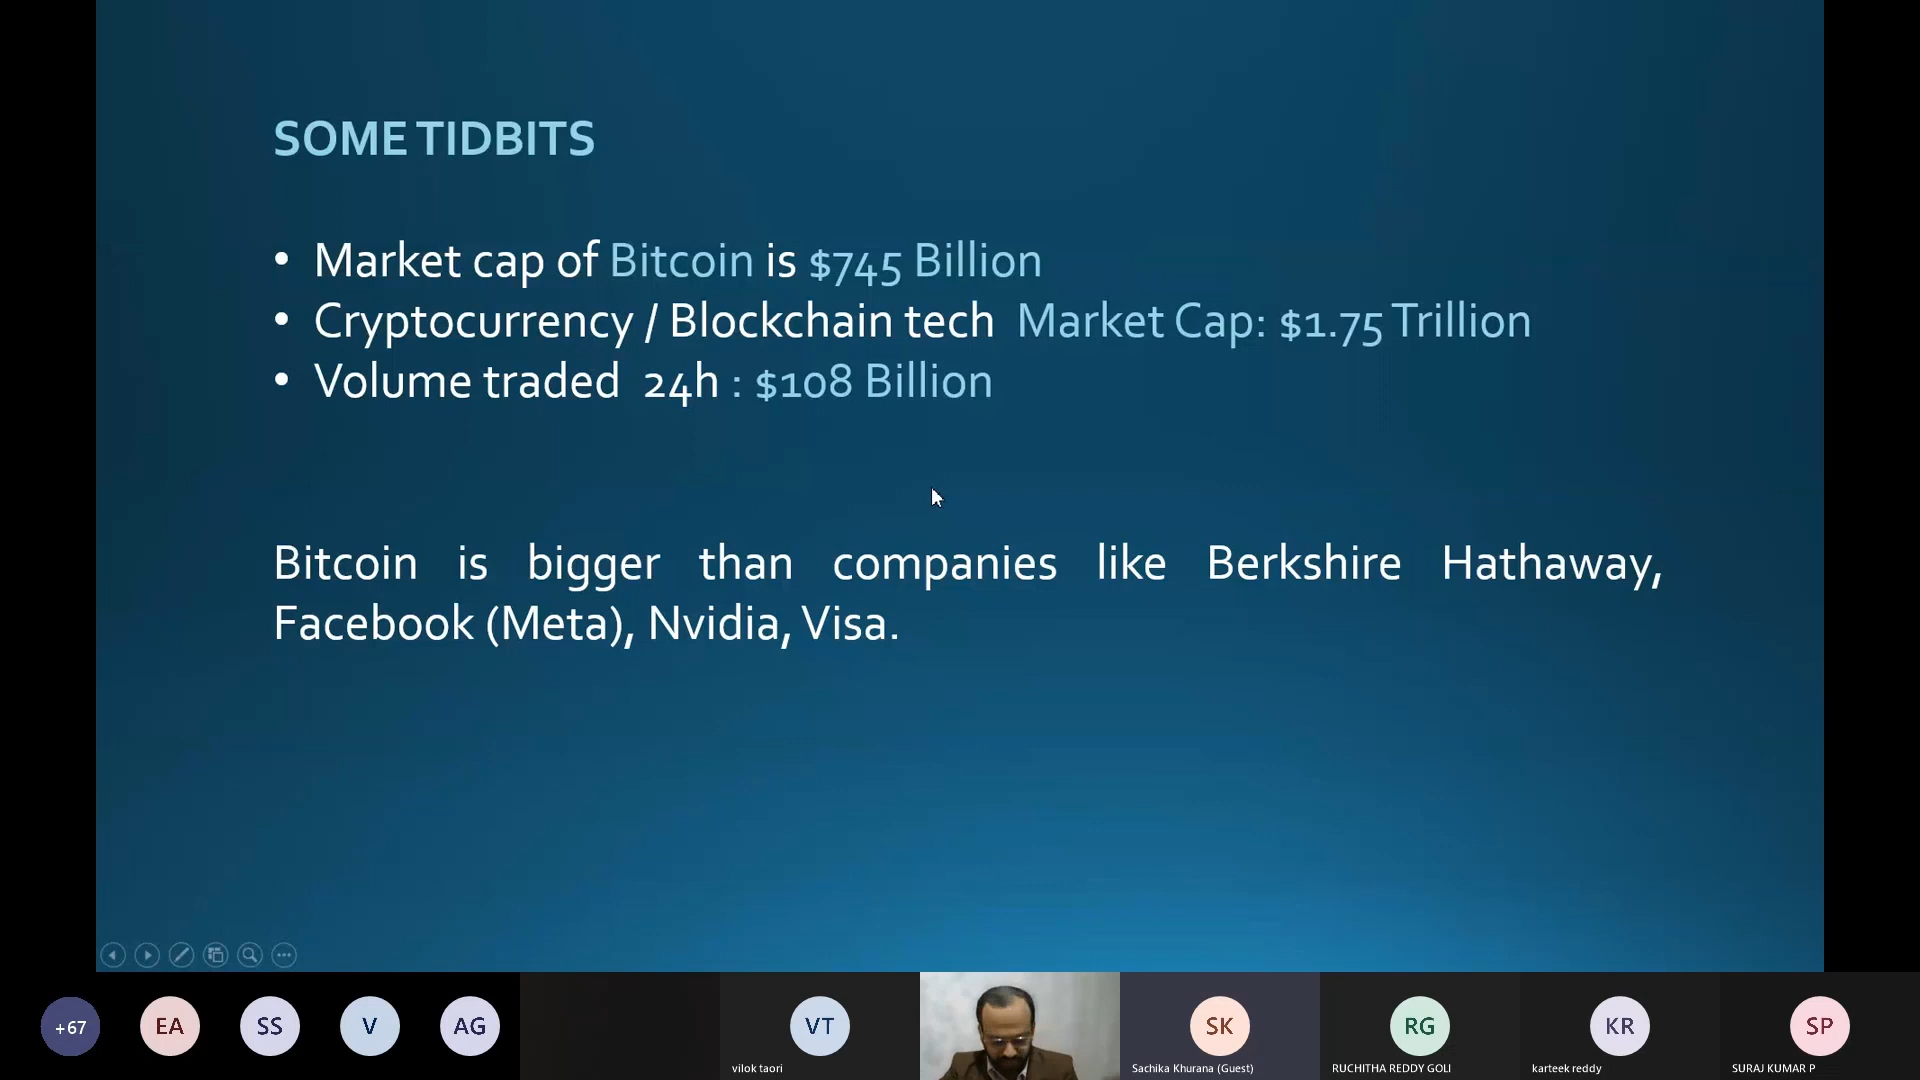 SOME TIDBITS
• Market cap of Bitcoin is $745 Billion
• Cryptocurrency / Blockchain tech Market Cap: $1.75 Trillion
• Volume traded 24h : $108 Billion
Bitcoin is bigger than companies like Berkshire Hathaway,
Facebook (Meta), Nvidia, Visa.
+67
EA
SS
V
AG
VT
SK
RG
KR
SP
vilok taori
Sachika Khurana (Guest)
RUCHITHA REDDY GOLI
karteek reddy
SURAJ KUMAR P